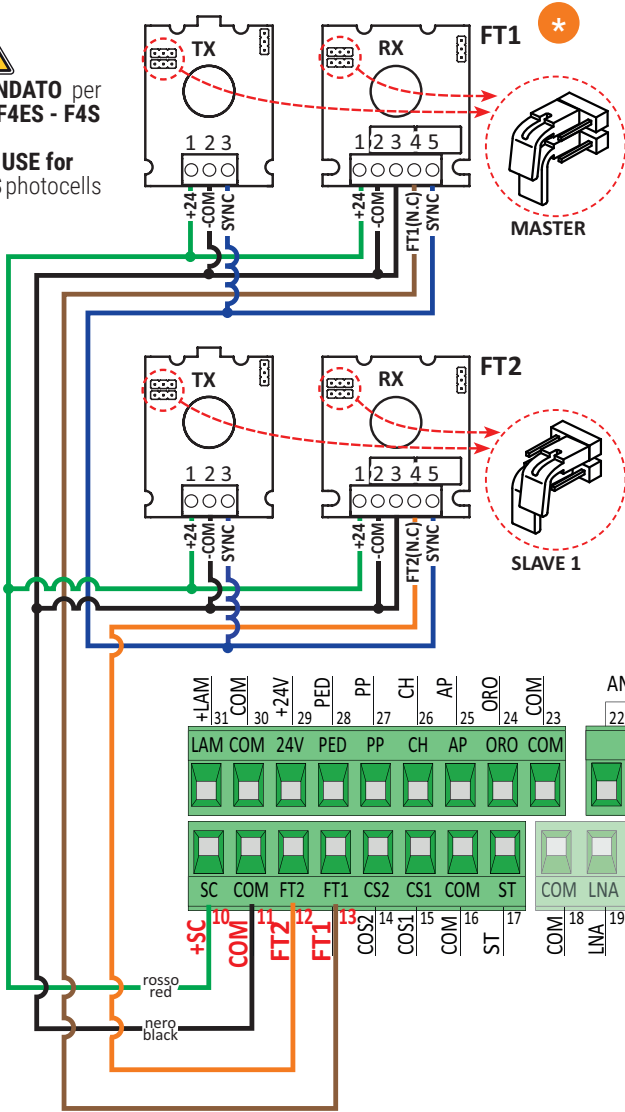 NDATO per
F4ES - F4S
USE for
photocells
TX
RX
FT1
*
1 2 3
1 2 3 4 5
+24
-COM
SYNC
+24
-COM
FT1(N.C)
SYNC
MASTER
TX
RX
FT2
1 2 3
1 2 3 4 5
+24
-COM
SYNC
+24
-COM
FT2(N.C)
SYNC
SLAVE 1
+LAM 31
COM 30
+24V 29
PED 28
PP 27
CH 26
AP 25
ORO 24
COM 23
AN
22
LAM COM 24V PED PP CH AP ORO COM
SC COM FT2 FT1 CS2 CS1 COM ST COM LNA
+SC 10
COM 11
FT2 12
FT1 13
COS2 14
COS1 15
COM 16
ST 17
COM 18
LNA 19
rosso
red
nero
black